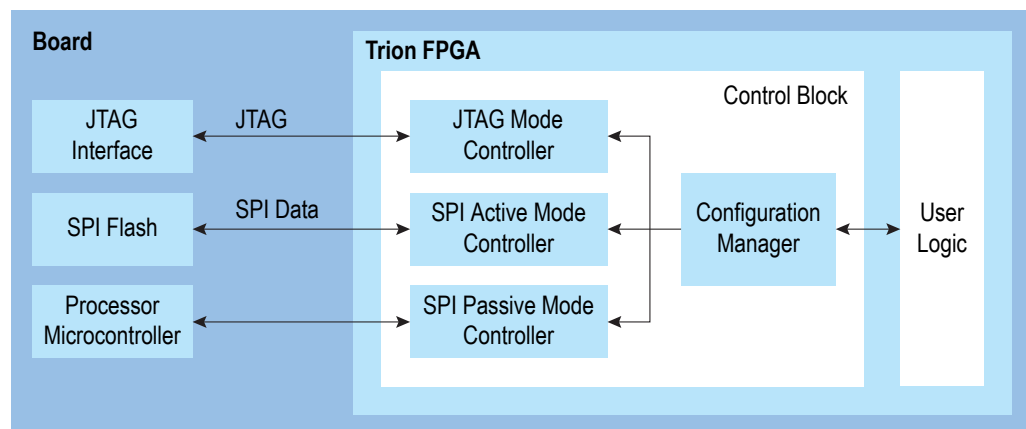 Board
Trion FPGA
Control Block
JTAG
Interface
JTAG
JTAG Mode
Controller
SPI Flash
SPI Data
SPI Active Mode
Controller
Configuration
Manager
User
Logic
Processor
Microcontroller
SPI Passive Mode
Controller